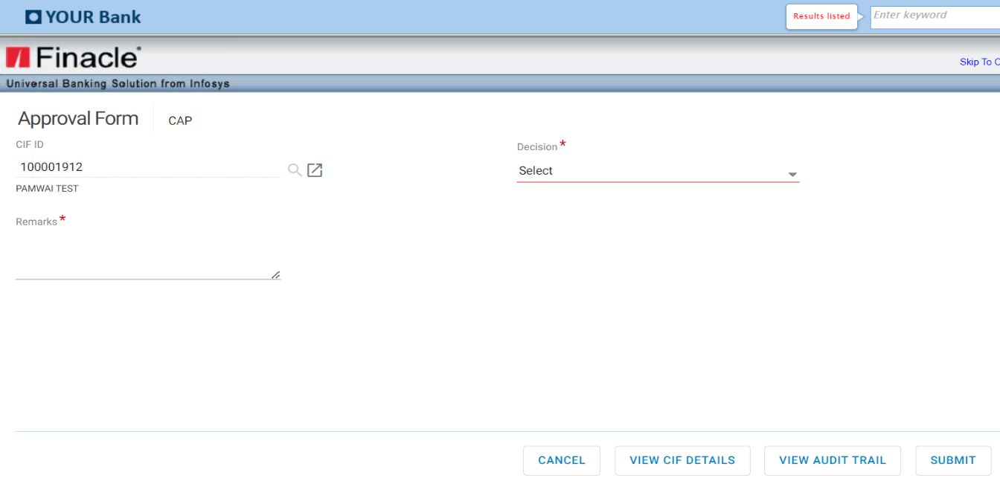 YOUR Bank
Results listed
Enter keyword
Finacle
Skip To
Universal Banking Solution from Infosys
Approval Form CAP
CIF ID
100001912
PAMWAI TEST
Decision *
Select
Remarks *
CANCEL VIEW CIF DETAILS VIEW AUDIT TRAIL SUBMIT